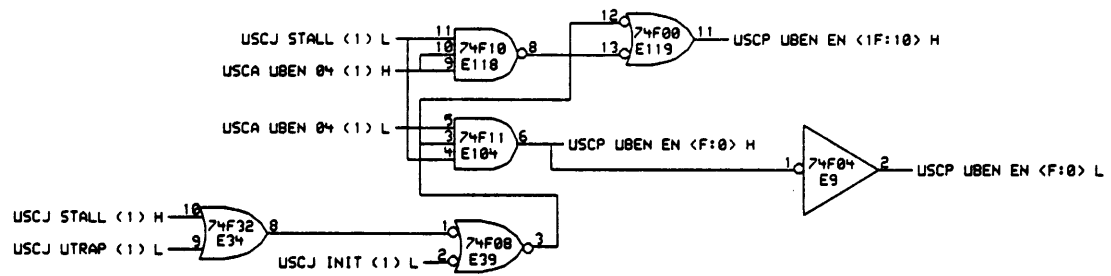 12
74F00
11
USCP UBEN EN <1F:10> H
E119
13
USCJ STALL (1) L
11
74F10
10
8
E118
USCA UBEN 04 (1) H
9
USCA UBEN 04 (1) L
5
74F11
6
USCP UBEN EN <F:0> H
3
E104
4
1
74F04
2
USCP UBEN EN <F:0> L
E9
USCJ STALL (1) H
10
74F32
8
E34
USCJ UTRAP (1) L
9
1
74F08
3
E39
USCJ INIT (1) L
2